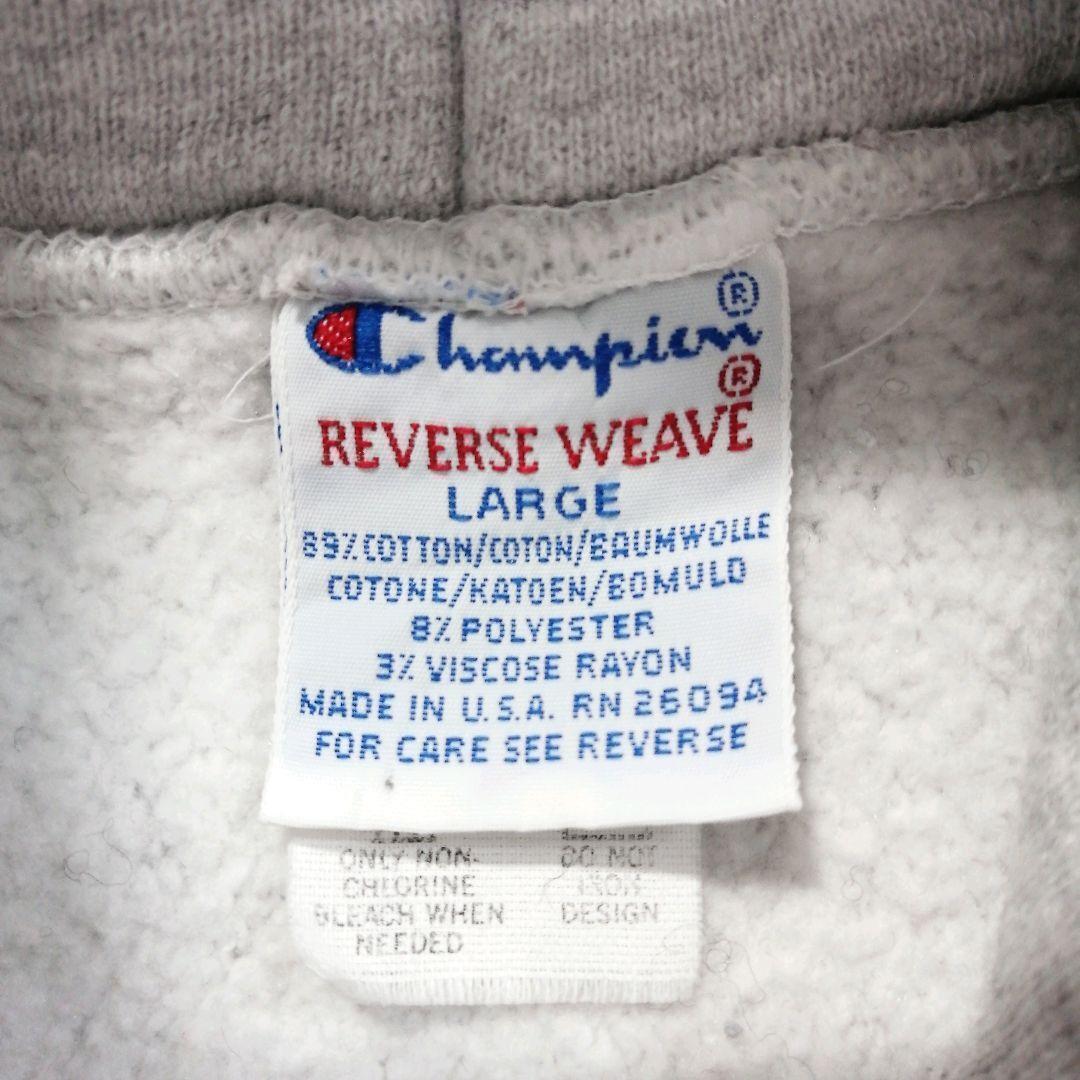 Champion®
REVERSE WEAVE®
LARGE
89% COTTON/COTON/BAUMWOLLE
COTONE/KATOEN/BOMULD
8% POLYESTER
3% VISCOSE RAYON
MADE IN U.S.A. RN 26094
FOR CARE SEE REVERSE
ONLY NON-
CHLORINE
BLEACH WHEN
NEEDED
DO NOT
IRON
DESIGN